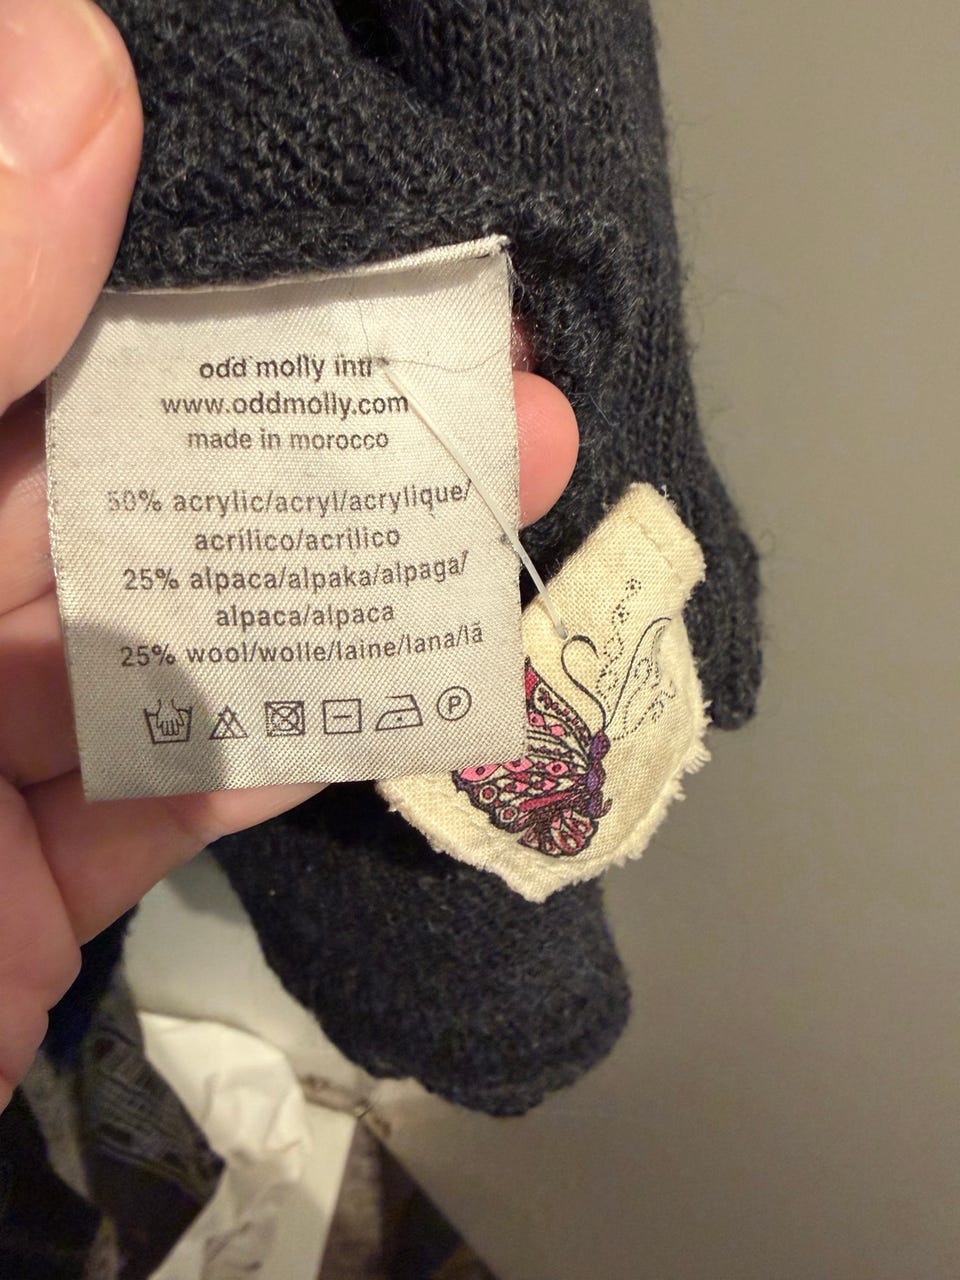 odd molly intl
www.oddmolly.com
made in morocco
50% acrylic/acryl/acrylique/
acrílico/acrilico
25% alpaca/alpaka/alpaga/
alpaca/alpaca
25% wool/wolle/laine/lana/lã
P